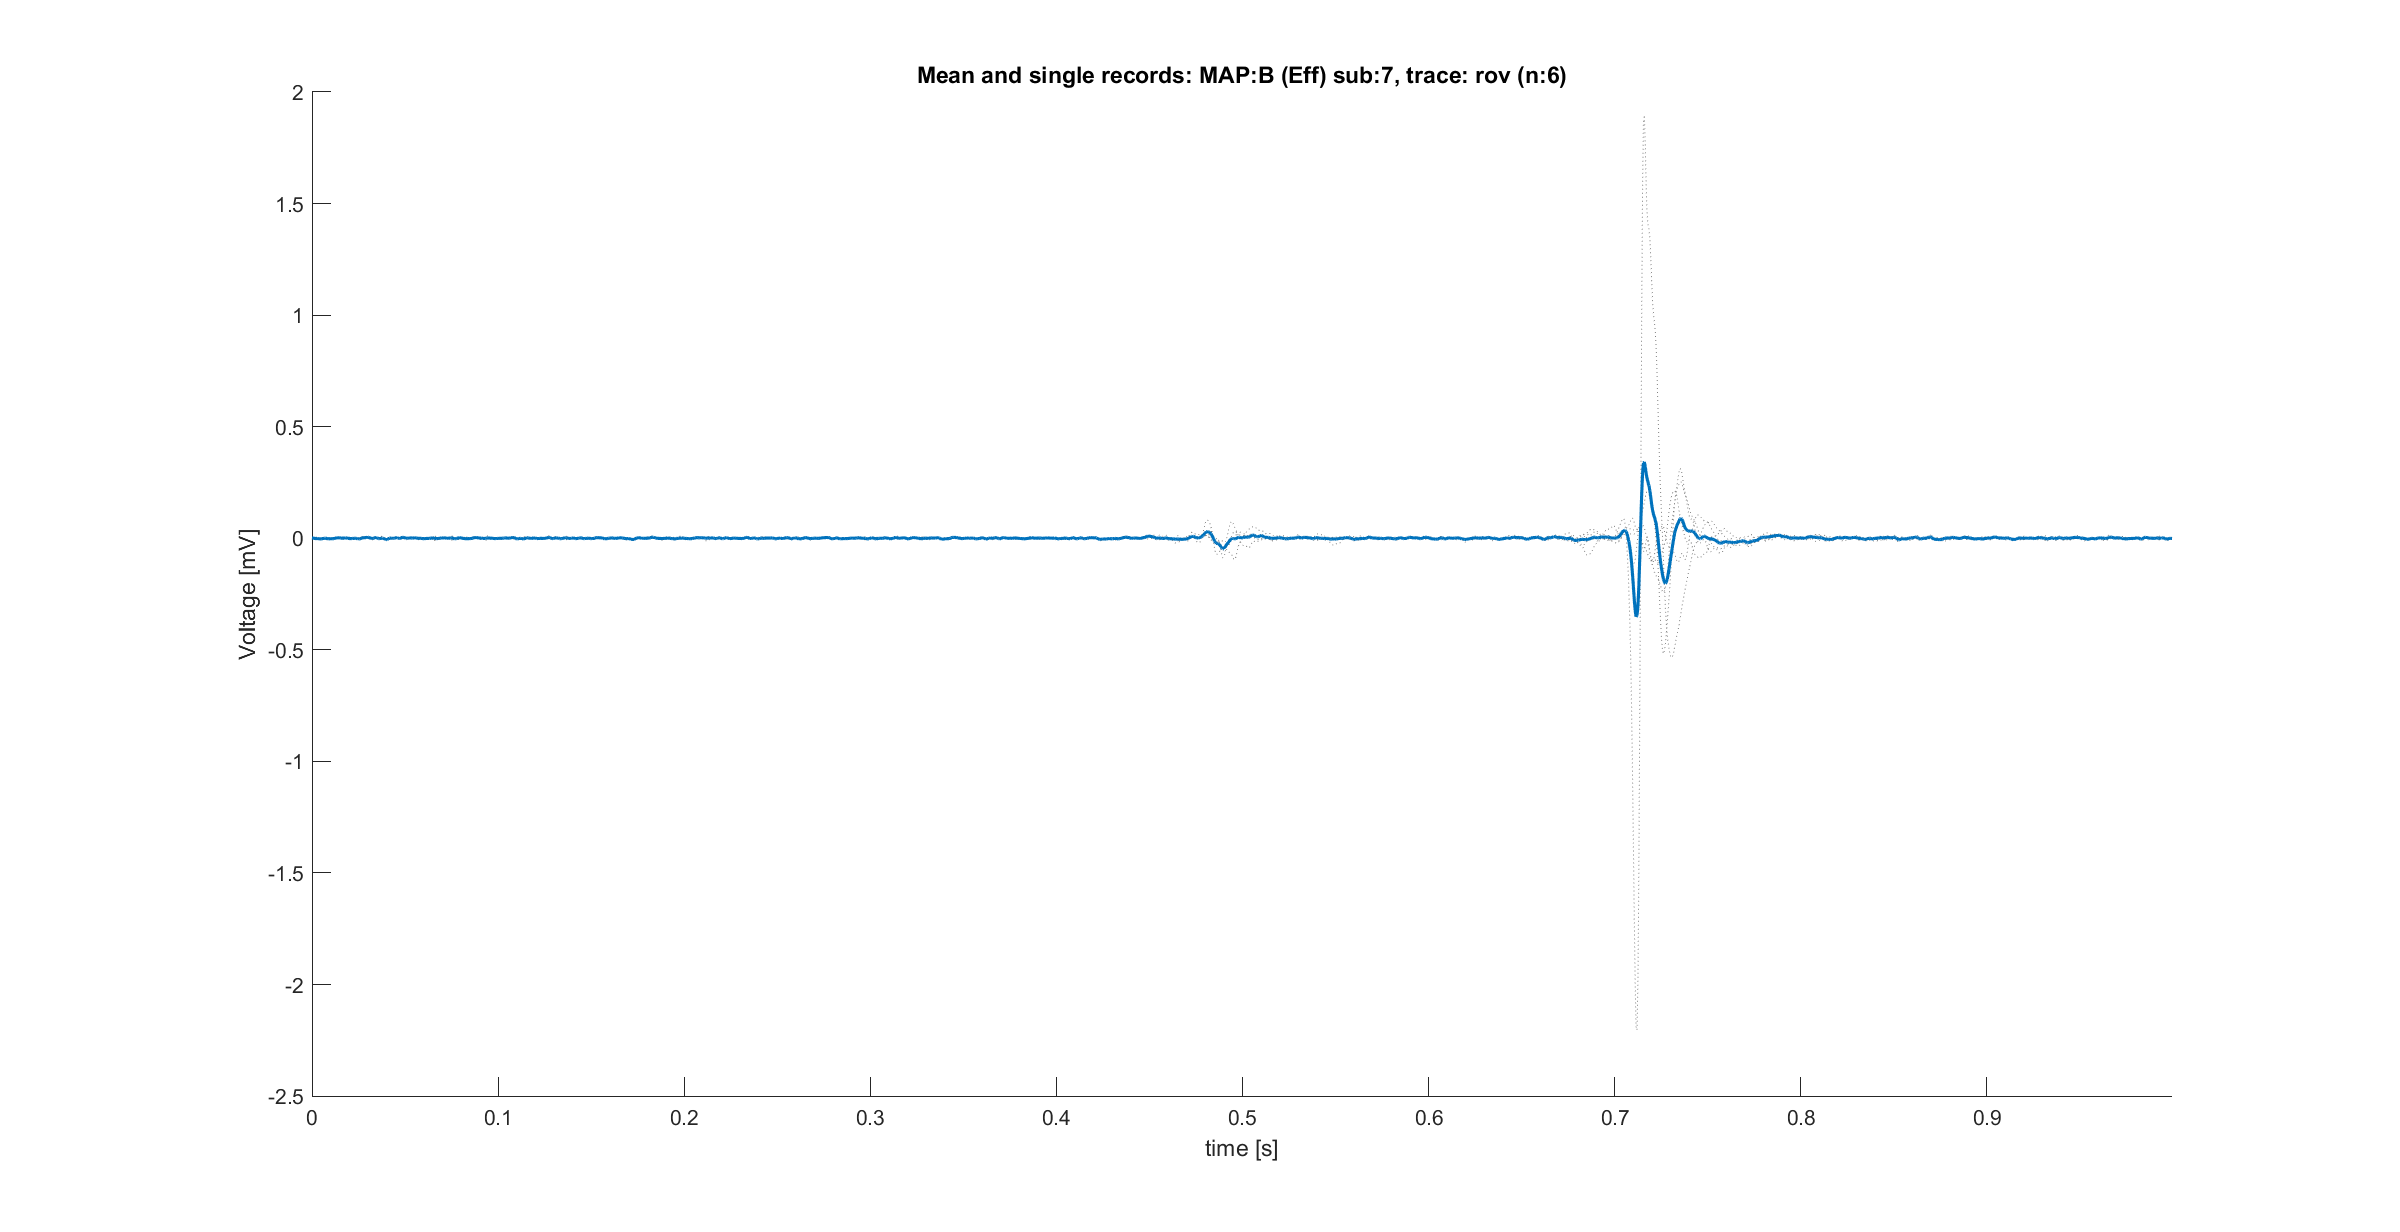 Mean and single records: MAP:B (Eff) sub:7, trace: rov (n:6)
2
1.5
1
0.5
0
-0.5
-1
-1.5
-2
-2.5
Voltage [mV]
0 0.1 0.2 0.3 0.4 0.5 0.6 0.7 0.8 0.9
time [s]